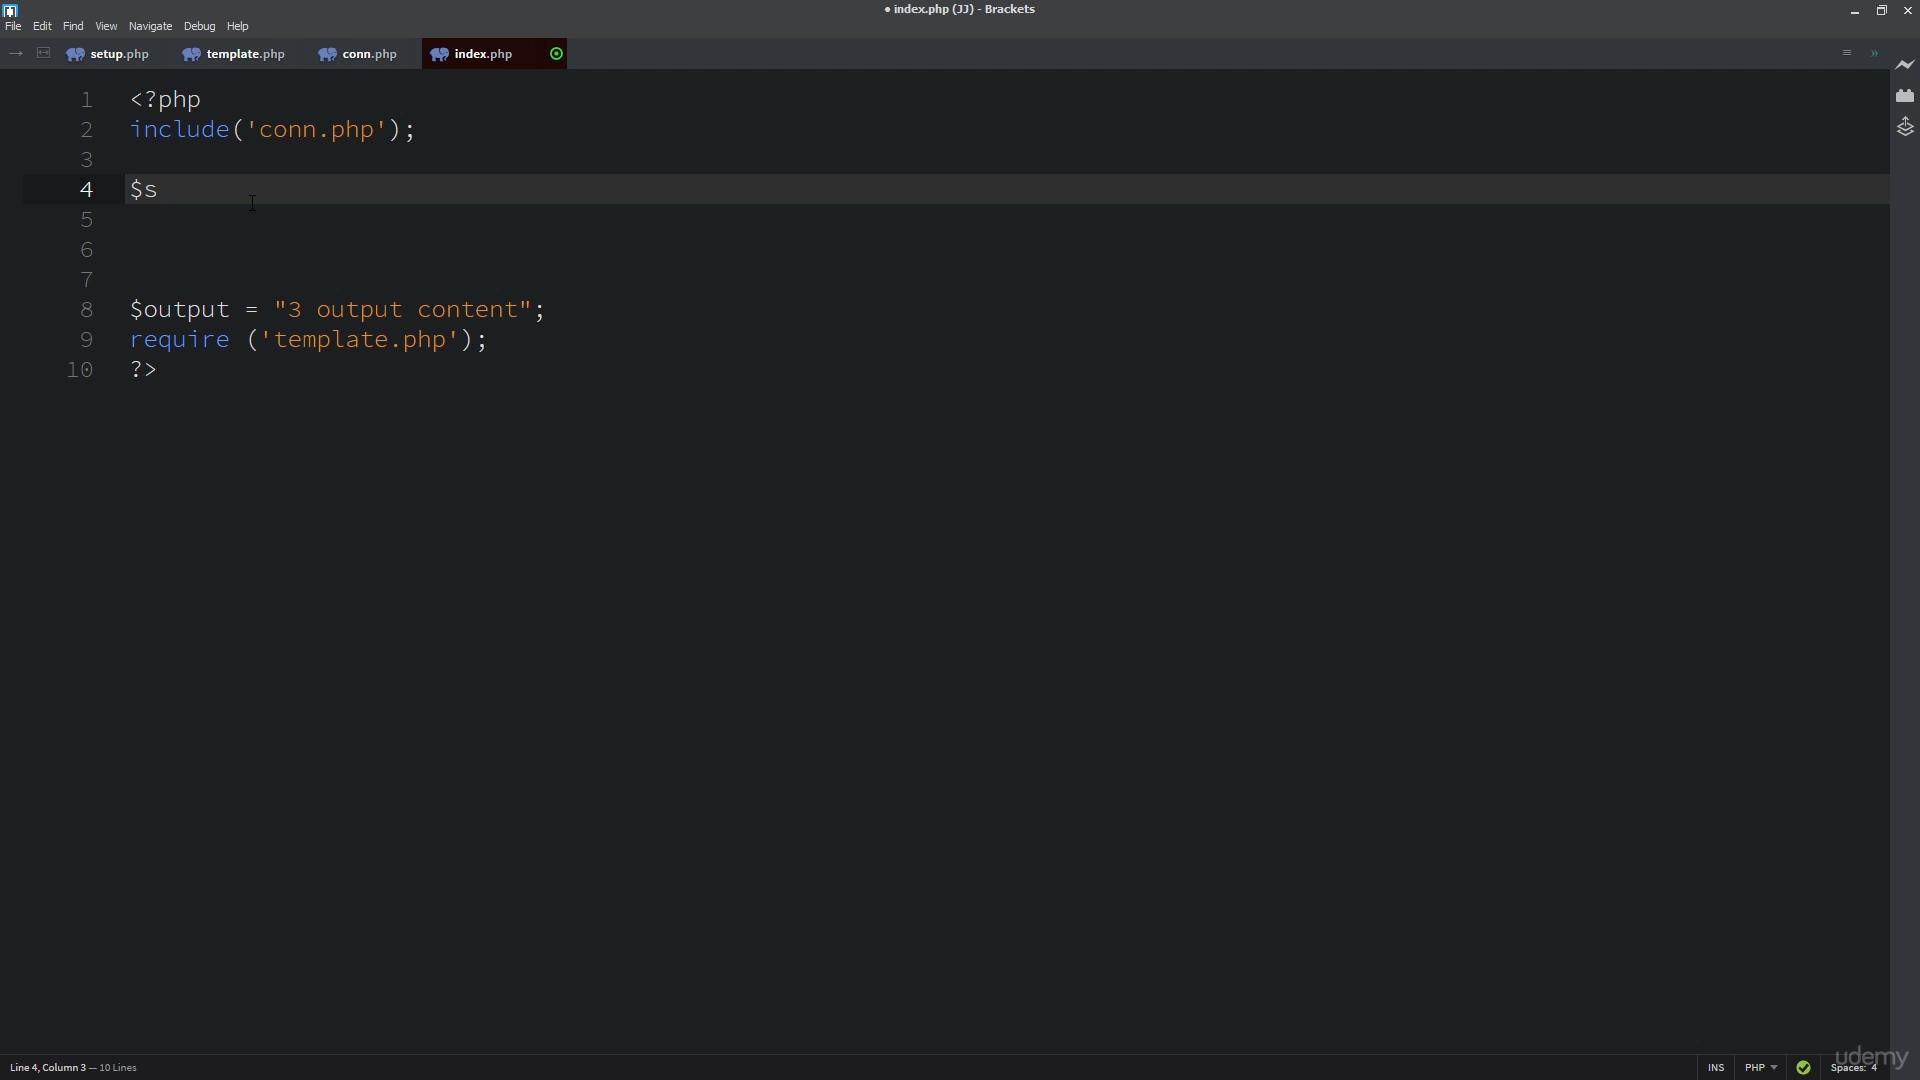 • index.php (JJ) - Brackets
File Edit Find View Navigate Debug Help
setup.php template.php conn.php index.php
1 <?php
2 include('conn.php');
3
4 $s
5
6
7
8 $output = "3 output content";
9 require ('template.php');
10 ?>
Line 4, Column 3 — 10 Lines
INS PHP Spaces: 4
udemy